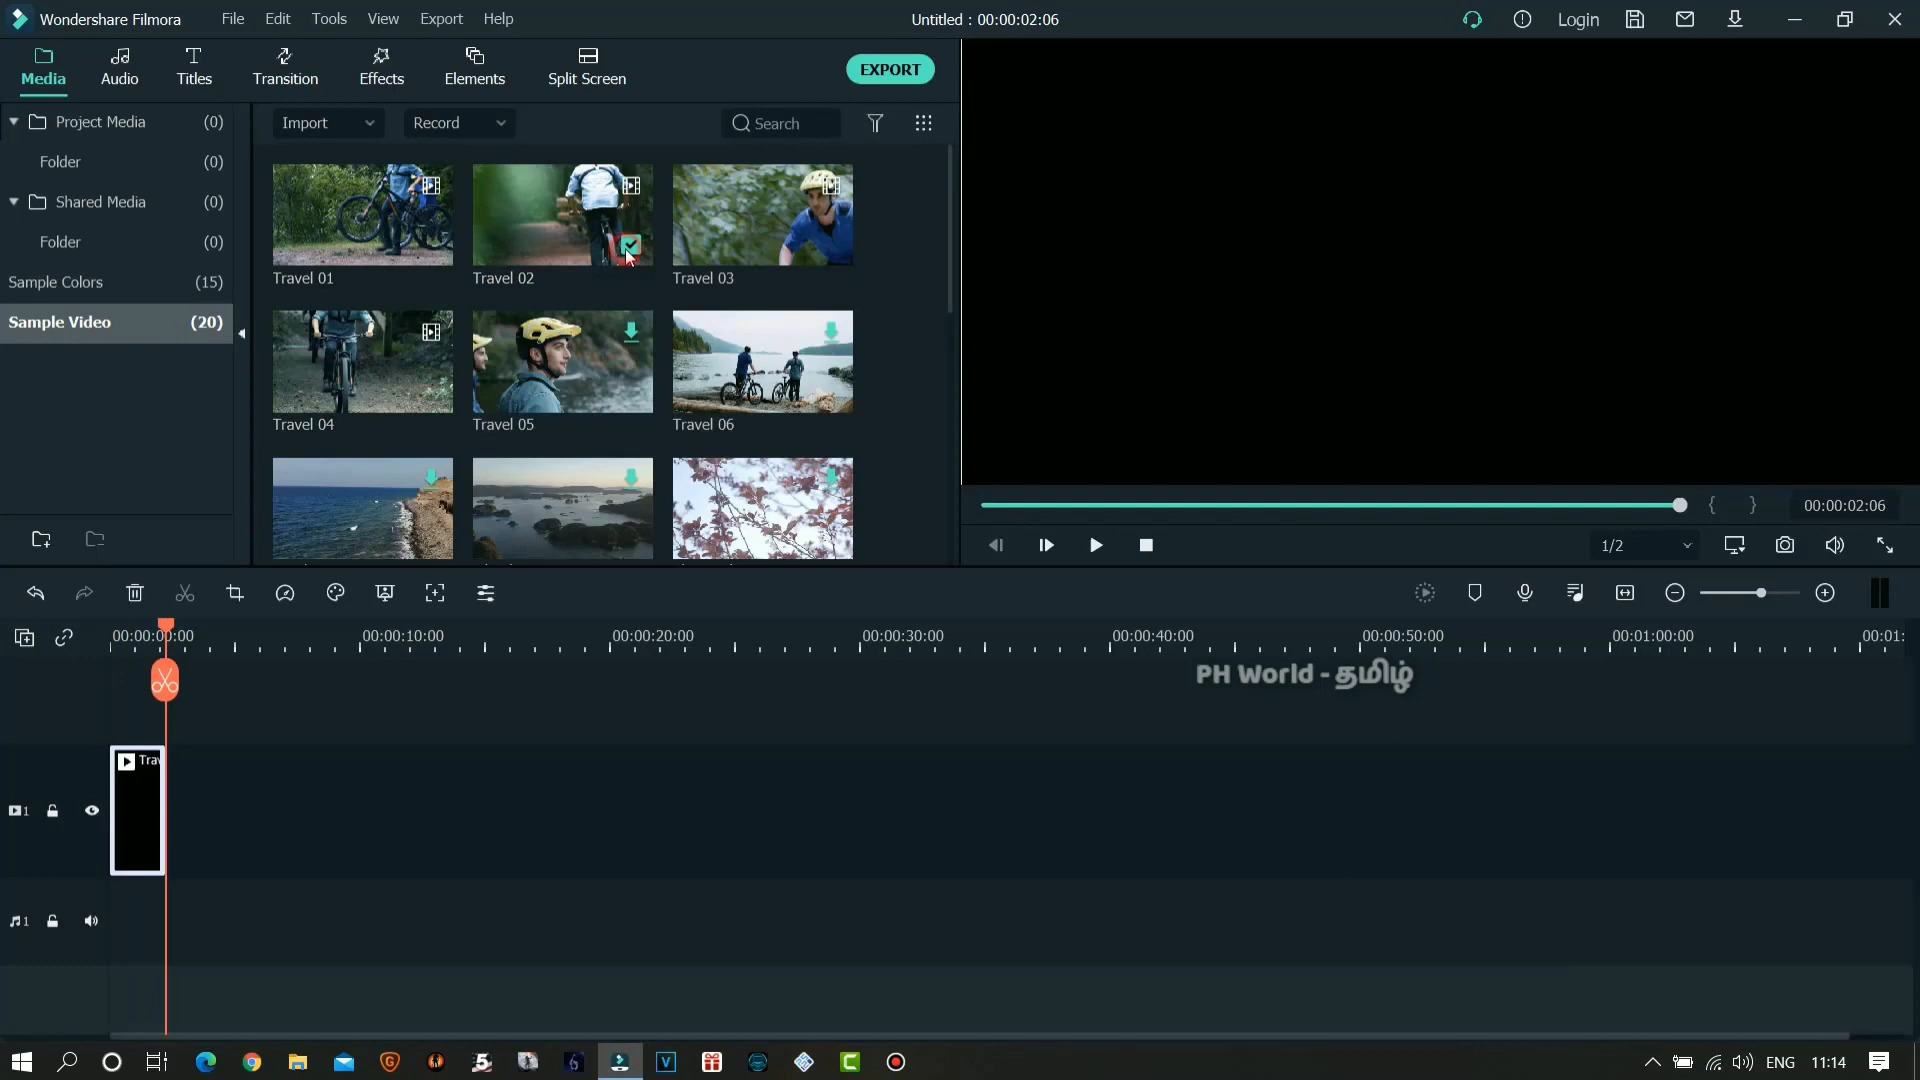 Wondershare Filmora File Edit Tools View Export Help Untitled : 00:00:02:06 Login
Media Audio Titles Transition Effects Elements Split Screen EXPORT
Project Media (0)
Folder (0)
Shared Media (0)
Folder (0)
Sample Colors (15)
Sample Video (20)
Import Record Search
Travel 01 Travel 02 Travel 03
Travel 04 Travel 05 Travel 06
{ } 00:00:02:06
1/2
00:00:00:00 00:00:10:00 00:00:20:00 00:00:30:00 00:00:40:00 00:00:50:00 00:01:00:00 00:01:
PH World - தமிழ்
Trav
1
1
ENG 11:14